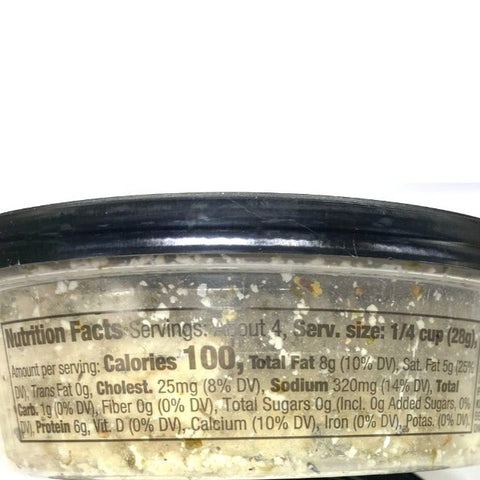 Nutrition Facts Servings: About 4, Serv. size: 1/4 cup (28g),
Amount per serving: Calories 100, Total Fat 8g (10% DV), Sat. Fat 5g (25%
DV), Trans Fat 0g, Cholest. 25mg (8% DV), Sodium 320mg (14% DV), Total
Carb. 1g (0% DV), Fiber 0g (0% DV), Total Sugars 0g (Incl. 0g Added Sugars, 0%
DV), Protein 6g, Vit. D (0% DV), Calcium (10% DV), Iron (0% DV), Potas. (0% DV).